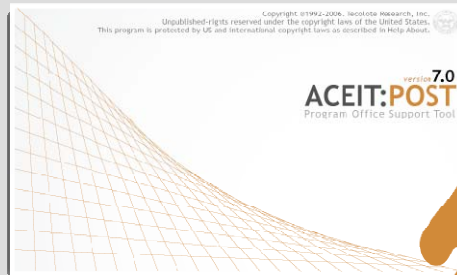 Copyright ©1992-2006, Tecolote Research, Inc.
Unpublished-rights reserved under the copyright laws of the United States.
This program is protected by US and international copyright laws as described in Help About.
version 7.0
ACEIT:POST
Program Office Support Tool